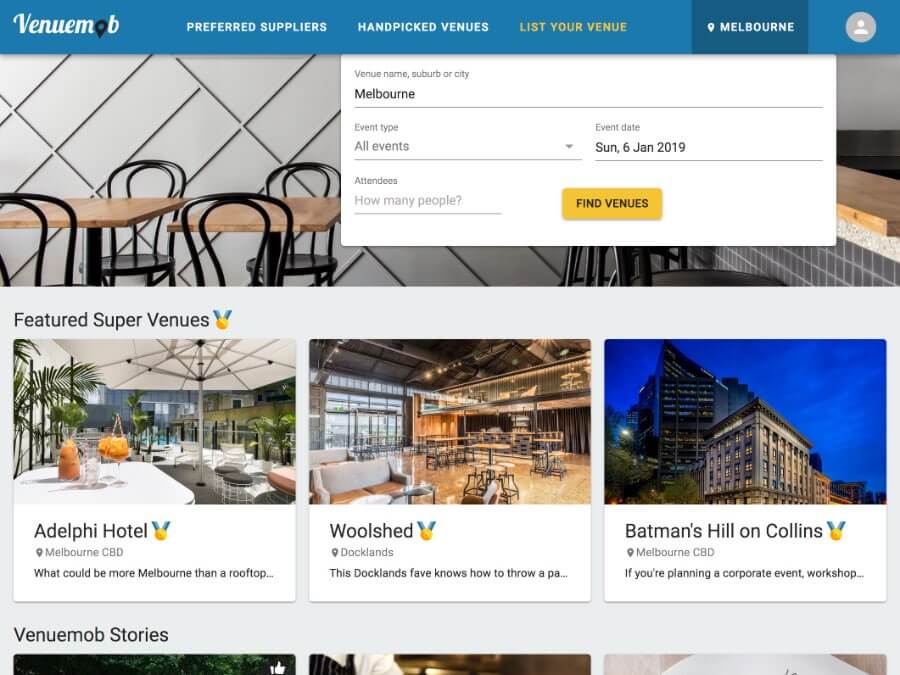 Venuemob
PREFERRED SUPPLIERS
HANDPICKED VENUES
LIST YOUR VENUE
MELBOURNE
Venue name, suburb or city
Melbourne
Event type
Event date
All events
Sun, 6 Jan 2019
Attendees
How many people?
FIND VENUES
Featured Super Venues
Adelphi Hotel
Melbourne CBD
What could be more Melbourne than a rooftop...
Woolshed
Docklands
This Docklands fave knows how to throw a pa...
Batman's Hill on Collins
Melbourne CBD
If you're planning a corporate event, workshop...
Venuemob Stories